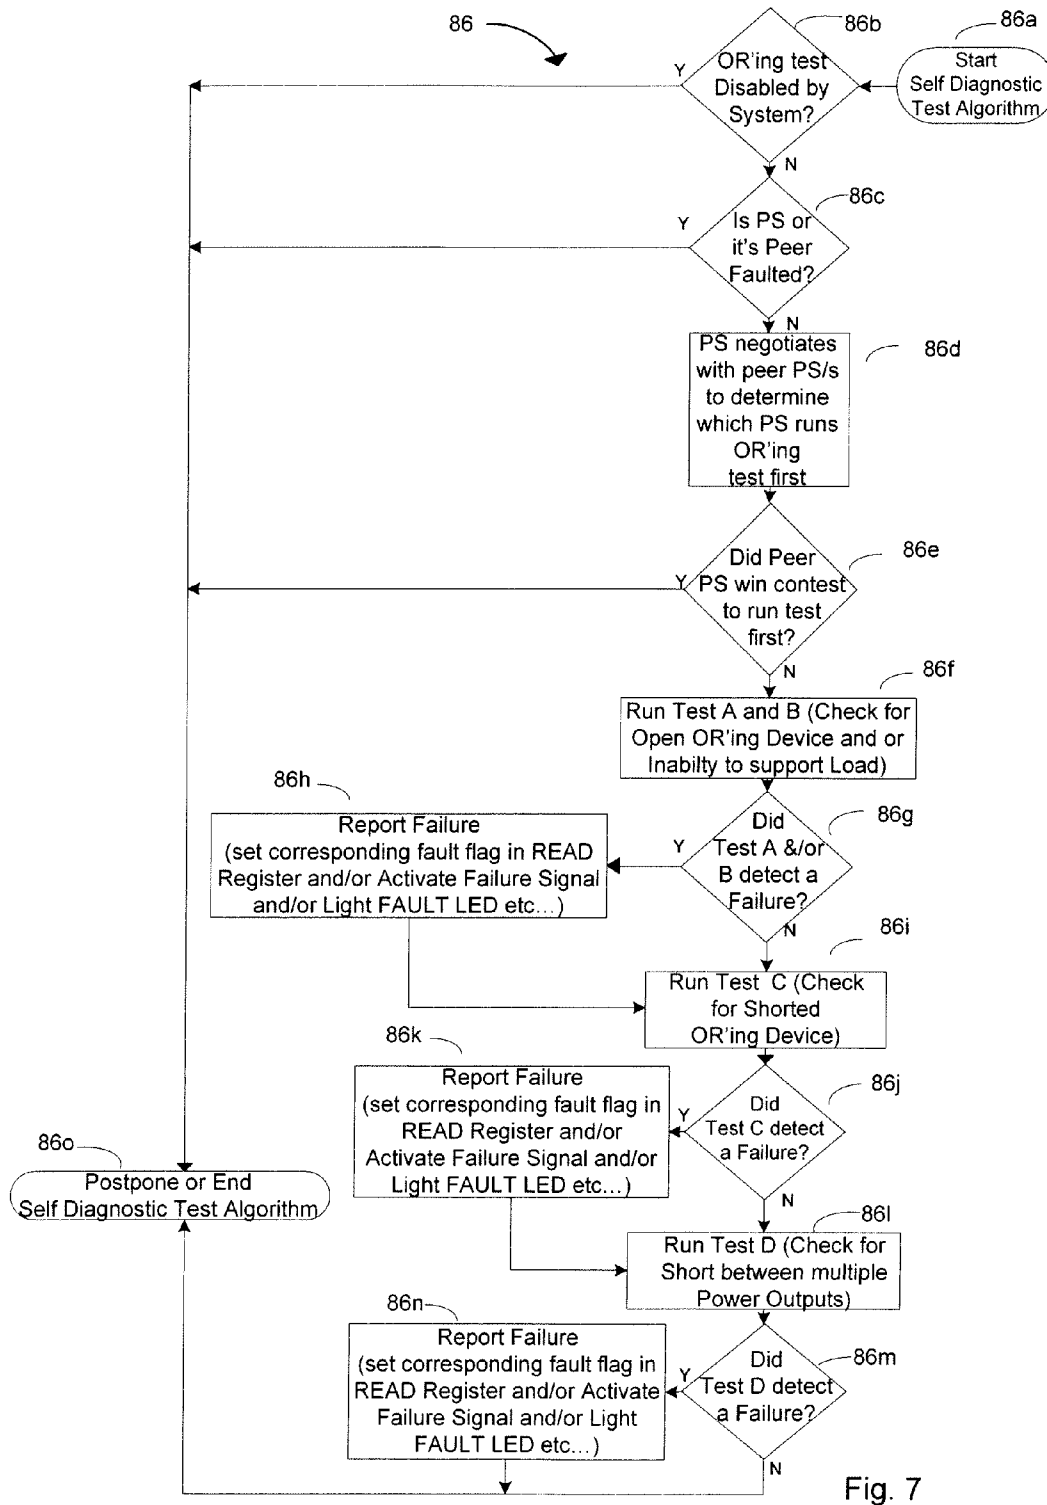 86
86b
86a
OR'ing test
Disabled by
System?
Y
N
Start
Self Diagnostic
Test Algorithm
86c
Is PS or
it's Peer
Faulted?
Y
N
86d
PS negotiates
with peer PS/s
to determine
which PS runs
OR'ing
test first
86e
Did Peer
PS win contest
to run test
first?
Y
N
86f
Run Test A and B (Check for
Open OR'ing Device and or
Inabilty to support Load)
86g
Did
Test A &/or
B detect a
Failure?
Y
N
86h
Report Failure
(set corresponding fault flag in READ
Register and/or Activate Failure Signal
and/or Light FAULT LED etc...)
86i
Run Test C (Check
for Shorted
OR'ing Device)
86j
Did
Test C detect
a Failure?
Y
N
86k
Report Failure
(set corresponding fault flag in
READ Register and/or
Activate Failure Signal and/or
Light FAULT LED etc...)
86o
Postpone or End
Self Diagnostic Test Algorithm
86l
Run Test D (Check for
Short between multiple
Power Outputs)
86m
Did
Test D detect
a Failure?
Y
N
86n
Report Failure
(set corresponding fault flag in
READ Register and/or Activate
Failure Signal and/or Light
FAULT LED etc...)
Fig. 7